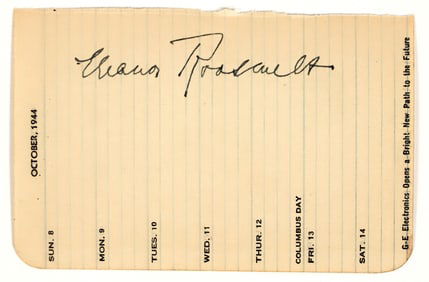 Eleanor Roosevelt
OCTOBER, 1944
SUN. 8
MON. 9
TUES. 10
WED. 11
THUR. 12
COLUMBUS DAY
FRI. 13
SAT. 14
G-E Electronics Opens a Bright New Path to the Future